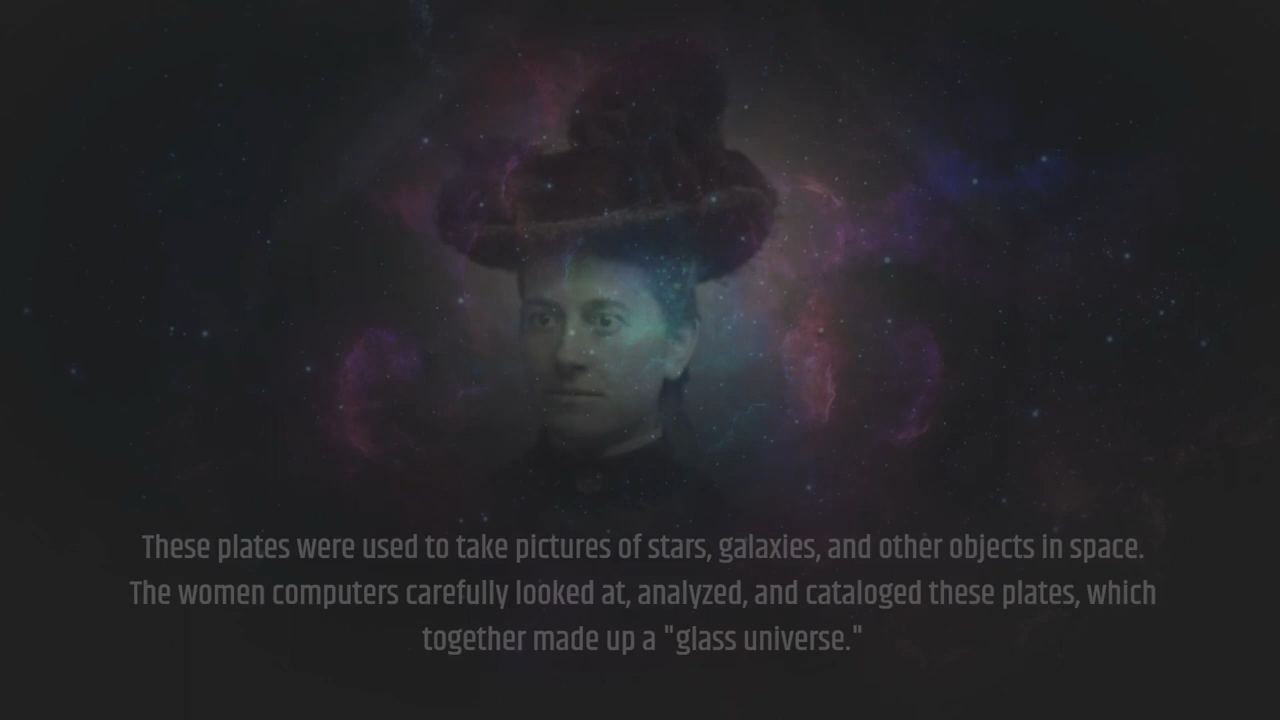 These plates were used to take pictures of stars, galaxies, and other objects in space.
The women computers carefully looked at, analyzed, and cataloged these plates, which
together made up a "glass universe."